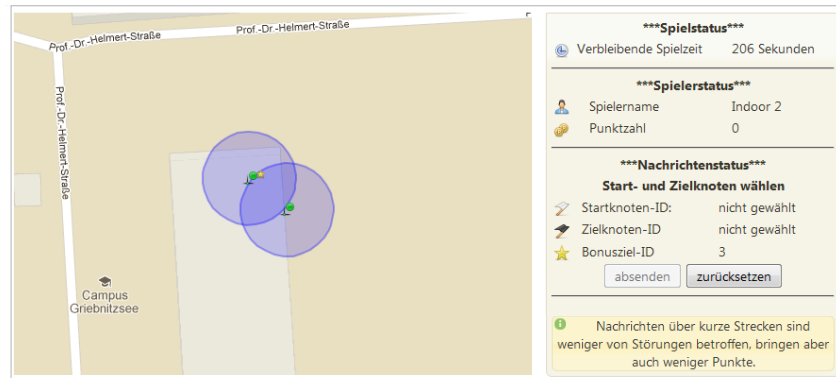 Prof.-Dr.-Helmert-Straße
Prof.-Dr.-Helmert-Straße
Prof.-Dr.-Helmert-Straße
Campus
Griebnitzsee
***Spielstatus***
Verbleibende Spielzeit 206 Sekunden
***Spielerstatus***
Spielername Indoor 2
Punktzahl 0
***Nachrichtenstatus***
Start- und Zielknoten wählen
Startknoten-ID: nicht gewählt
Zielknoten-ID nicht gewählt
Bonusziel-ID 3
absenden zurücksetzen
Nachrichten über kurze Strecken sind
weniger von Störungen betroffen, bringen aber
auch weniger Punkte.